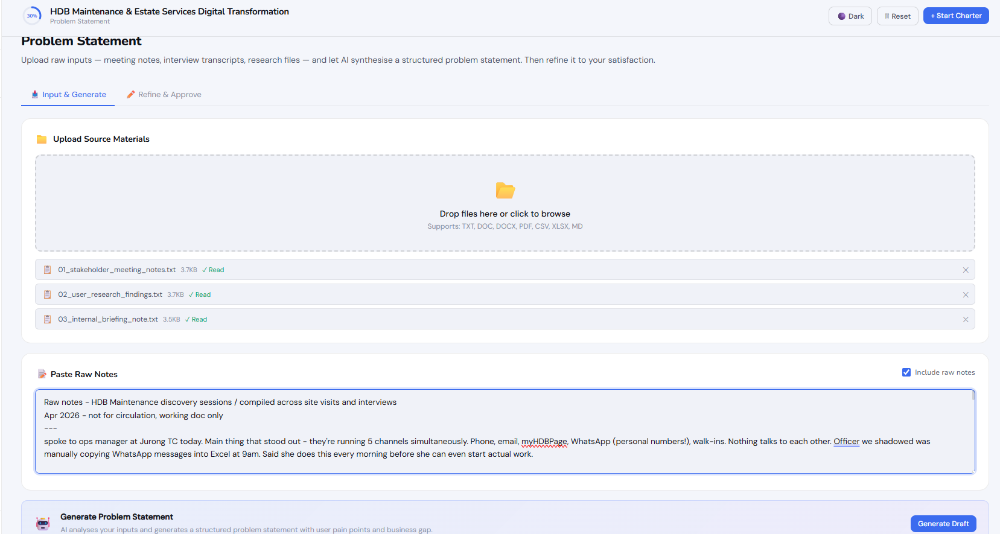 30%
HDB Maintenance & Estate Services Digital Transformation
Problem Statement
Dark
Reset
+ Start Charter
Problem Statement
Upload raw inputs — meeting notes, interview transcripts, research files — and let AI synthesise a structured problem statement. Then refine it to your satisfaction.
Input & Generate
Refine & Approve
Upload Source Materials
Drop files here or click to browse
Supports: TXT, DOC, DOCX, PDF, CSV, XLSX, MD
01_stakeholder_meeting_notes.txt 3.7KB ✓ Read
02_user_research_findings.txt 3.7KB ✓ Read
03_internal_briefing_note.txt 3.5KB ✓ Read
Paste Raw Notes
Include raw notes
Raw notes - HDB Maintenance discovery sessions / compiled across site visits and interviews
Apr 2026 - not for circulation, working doc only
---
spoke to ops manager at Jurong TC today. Main thing that stood out - they're running 5 channels simultaneously. Phone, email, myHDBPage, WhatsApp (personal numbers!), walk-ins. Nothing talks to each other. Officer we shadowed was
manually copying WhatsApp messages into Excel at 9am. Said she does this every morning before she can even start actual work.
Generate Problem Statement
AI analyses your inputs and generates a structured problem statement with user pain points and business gap.
Generate Draft